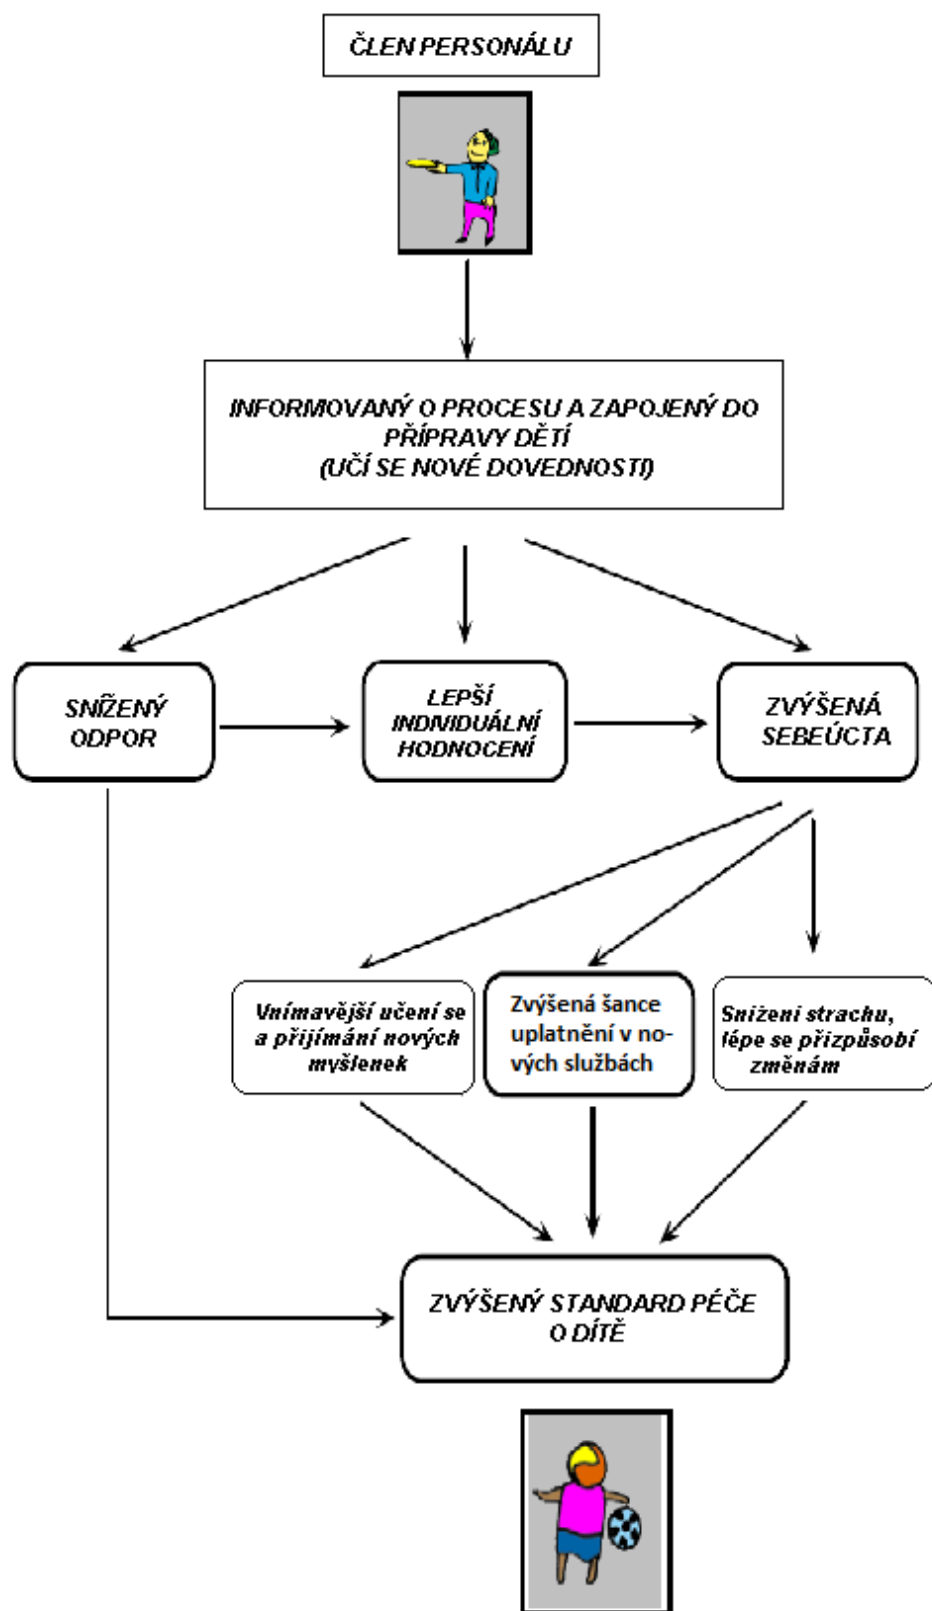 ČLEN PERSONÁLU
INFORMOVANÝ O PROCESU A ZAPOJENÝ DO
PŘÍPRAVY DĚTÍ
(UČÍ SE NOVÉ DOVEDNOSTI)
SNÍŽENÝ
ODPOR
LEPŠÍ
INDIVIDUÁLNÍ
HODNOCENÍ
ZVÝŠENÁ
SEBEÚCTA
Vnímavější učení se
a přijímání nových
myšlenek
Zvýšená šance
uplatnění v no-
vých službách
Snížení strachu,
lépe se přizpůsobí
změnám
ZVÝŠENÝ STANDARD PÉČE
O DÍTĚ